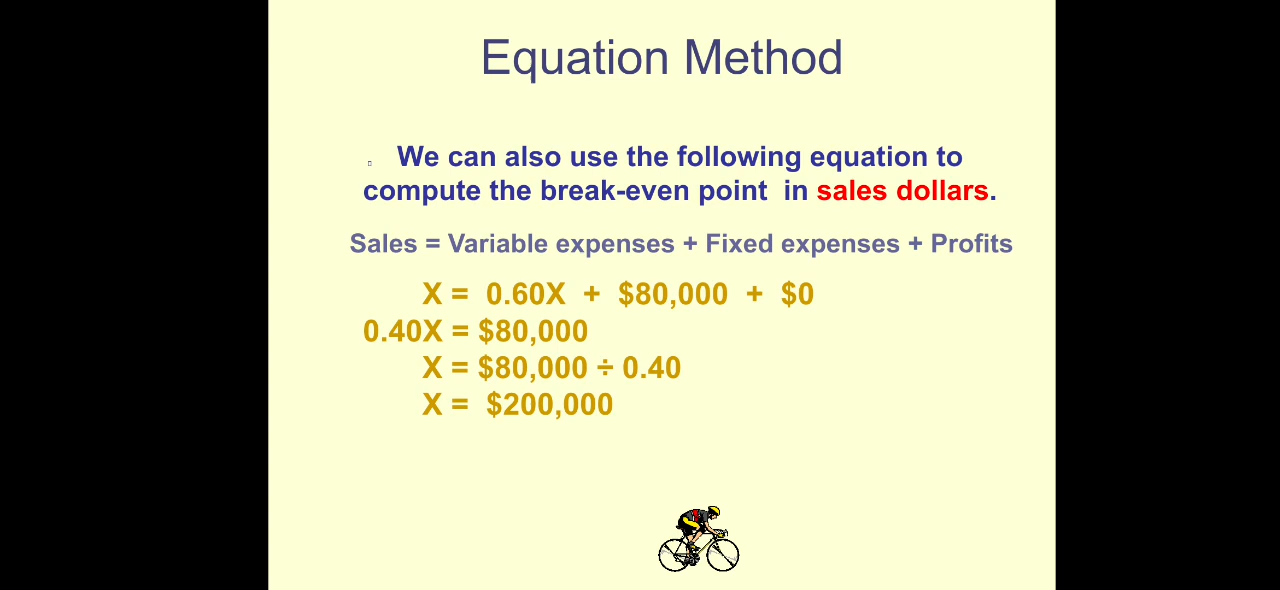 Equation Method
We can also use the following equation to
compute the break-even point in sales dollars.
Sales = Variable expenses + Fixed expenses + Profits
X = 0.60X + $80,000 + $0
0.40X = $80,000
X = $80,000 ÷ 0.40
X = $200,000